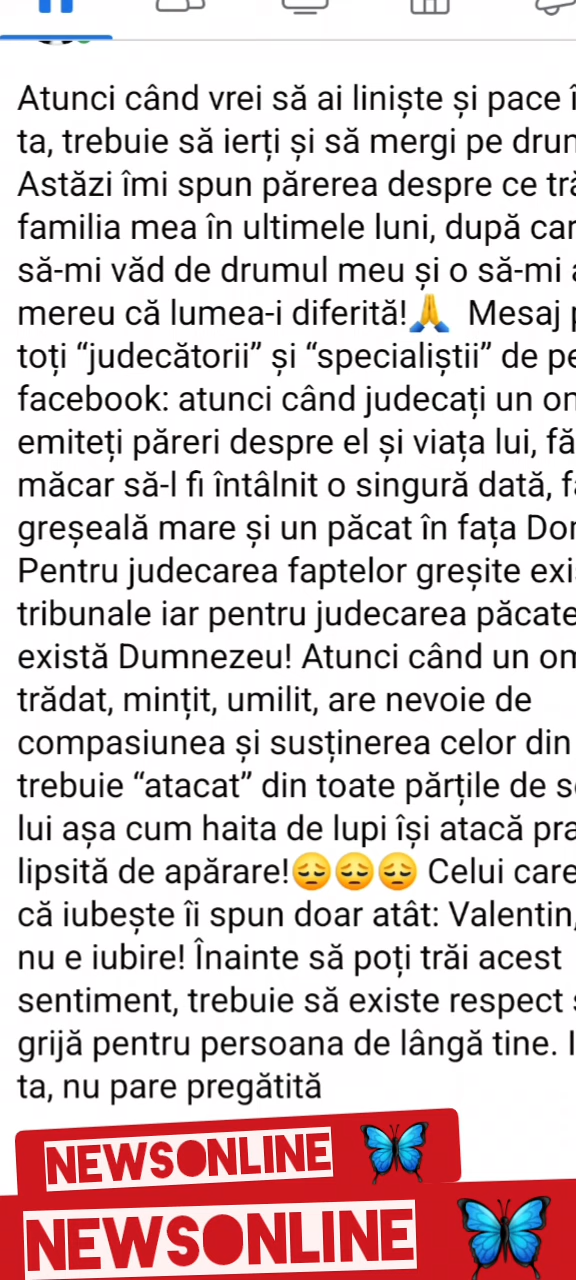 Atunci când vrei să ai liniște și pace
ta, trebuie să ierți și să mergi pe
Astăzi îmi spun părerea despre ce
familia mea în ultimele luni, după
să-mi văd de drumul meu și o să-mi
mereu că lumea-i diferită!🙏 Mesaj
toți “judecătorii” și “specialiștii” de
facebook: atunci când judecați un
emiteți păreri despre el și viața lui,
măcar să-l fi întâlnit o singură dată,
greșeală mare și un păcat în fața
Pentru judecarea faptelor greșite
tribunale iar pentru judecarea
există Dumnezeu! Atunci când un
trădat, mințit, umilit, are nevoie de
compasiunea și susținerea celor din
trebuie “atacat” din toate părțile de
lui așa cum haita de lupi își atacă
lipsită de apărare!😔😔😔 Celui care
că iubește îi spun doar atât: Valentin,
nu e iubire! Înainte să poți trăi acest
sentiment, trebuie să existe respect
grijă pentru persoana de lângă tine.
ta, nu pare pregătită
NEWSONLINE 🦋
NEWSONLINE 🦋